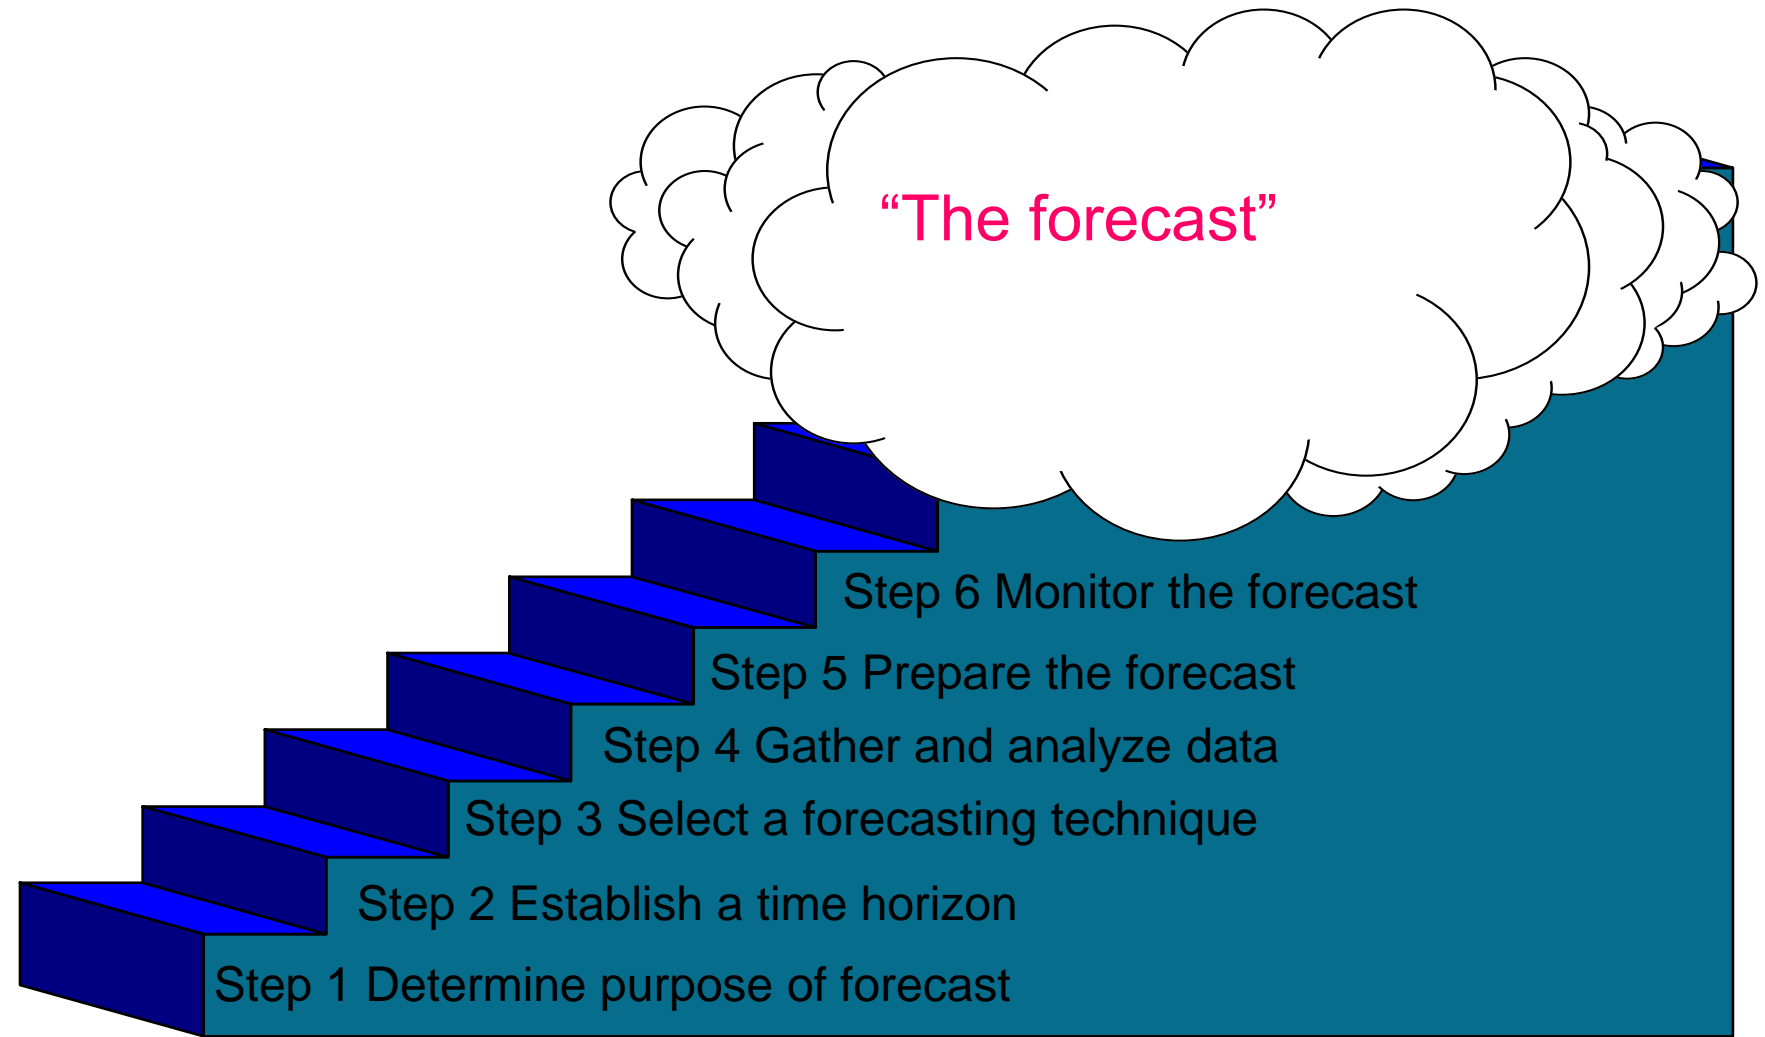 “The forecast”
Step 6 Monitor the forecast
Step 5 Prepare the forecast
Step 4 Gather and analyze data
Step 3 Select a forecasting technique
Step 2 Establish a time horizon
Step 1 Determine purpose of forecast